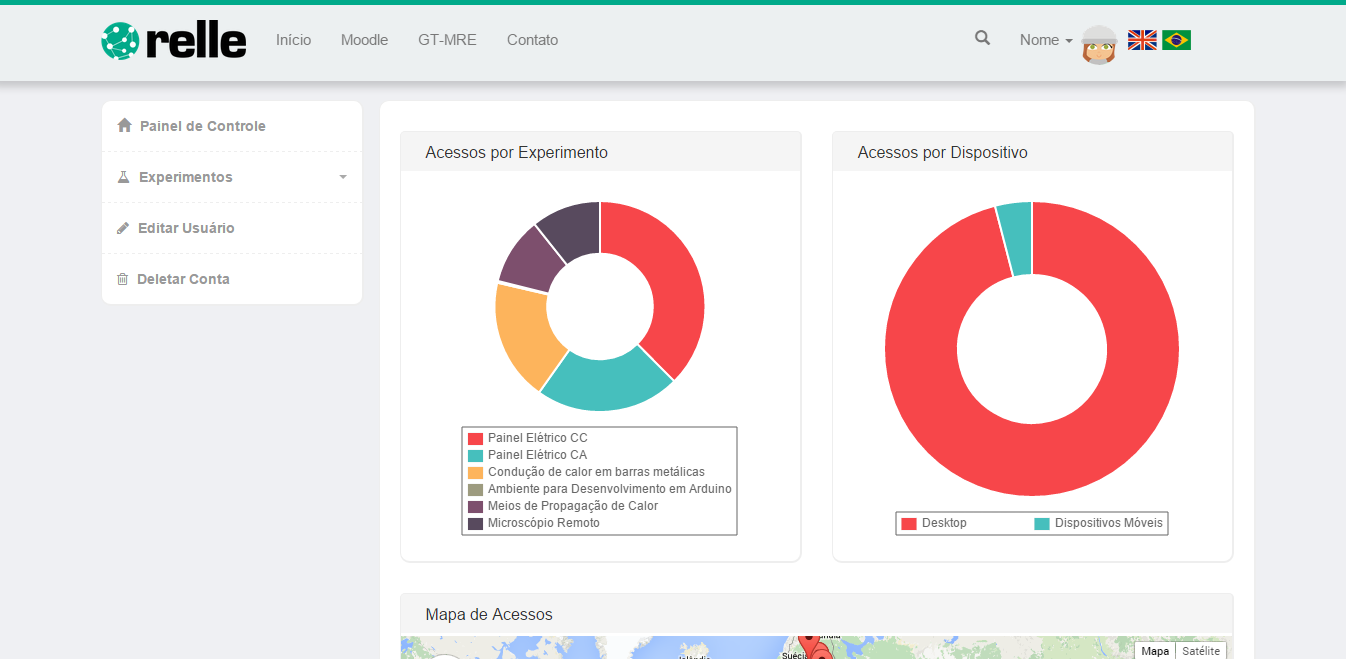 relle
Início
Moodle
GT-MRE
Contato
Nome
Painel de Controle
Experimentos
Editar Usuário
Deletar Conta
Acessos por Experimento
Painel Elétrico CC
Painel Elétrico CA
Condução de calor em barras metálicas
Ambiente para Desenvolvimento em Arduino
Meios de Propagação de Calor
Microscópio Remoto
Acessos por Dispositivo
Desktop
Dispositivos Móveis
Mapa de Acessos
Suécia
Mapa
Satélite